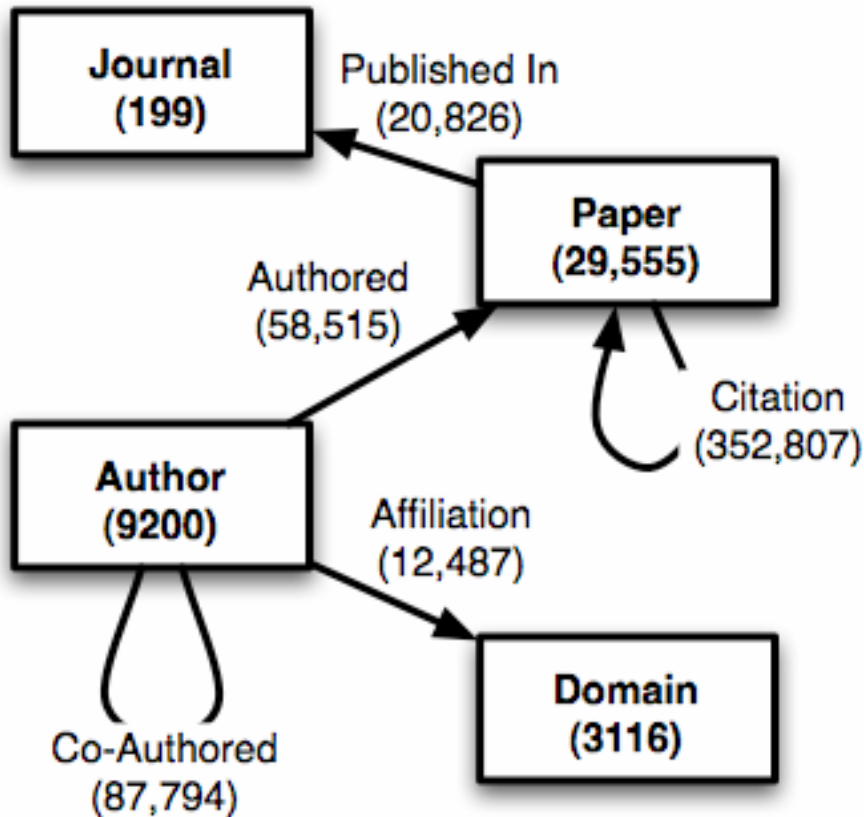 Journal
(199)
Published In
(20,826)
Paper
(29,555)
Authored
(58,515)
Citation
(352,807)
Author
(9200)
Affiliation
(12,487)
Domain
(3116)
Co-Authored
(87,794)